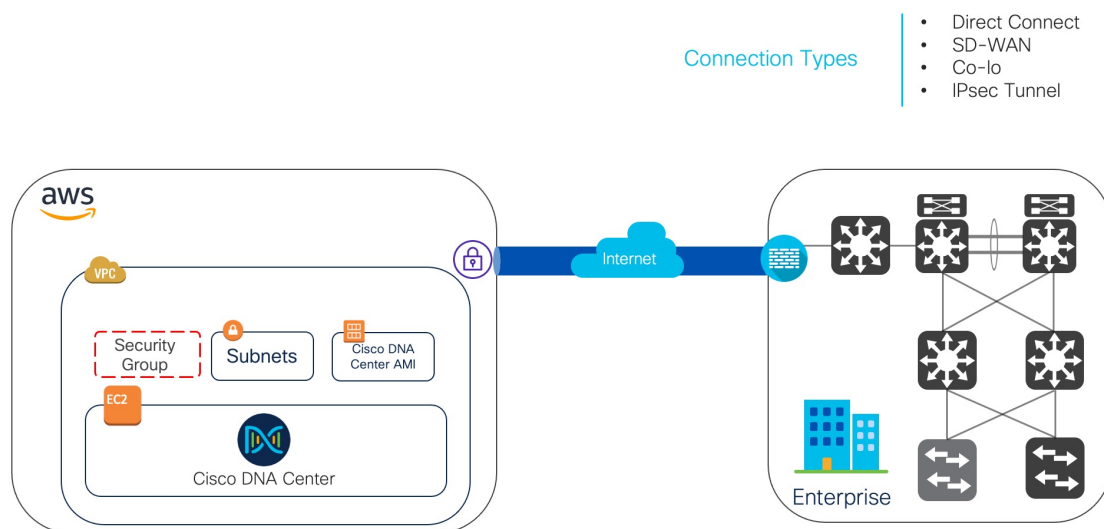 Connection Types
• Direct Connect
• SD-WAN
• Co-lo
• IPsec Tunnel
aws
VPC
Internet
Security
Group
Subnets
Cisco DNA
Center AMI
EC2
Cisco DNA Center
Enterprise